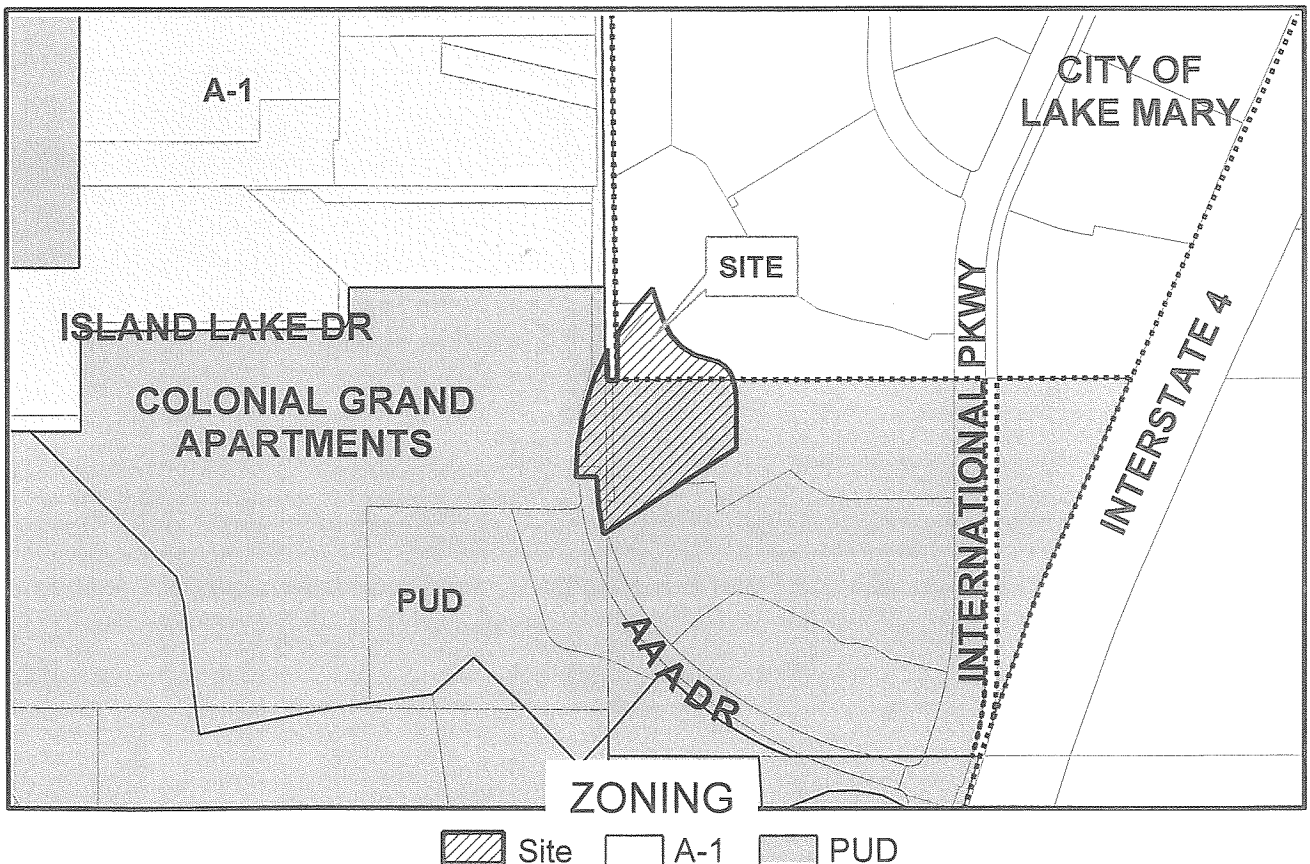 A-1
CITY OF
LAKE MARY
SITE
ISLAND LAKE DR
COLONIAL GRAND
APARTMENTS
INTERNATIONAL PKWY
INTERSTATE 4
PUD
AAA DR
ZONING
Site
A-1
PUD